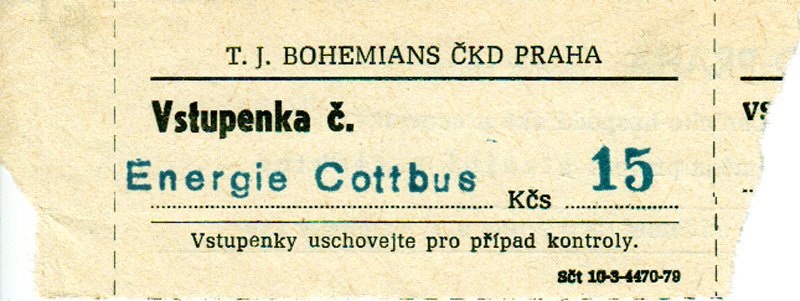 T. J. BOHEMIANS ČKD PRAHA
Vstupenka č.
Energie Cottbus Kčs 15
Vstupenky uschovejte pro případ kontroly.
Sčt 10-3-4470-79